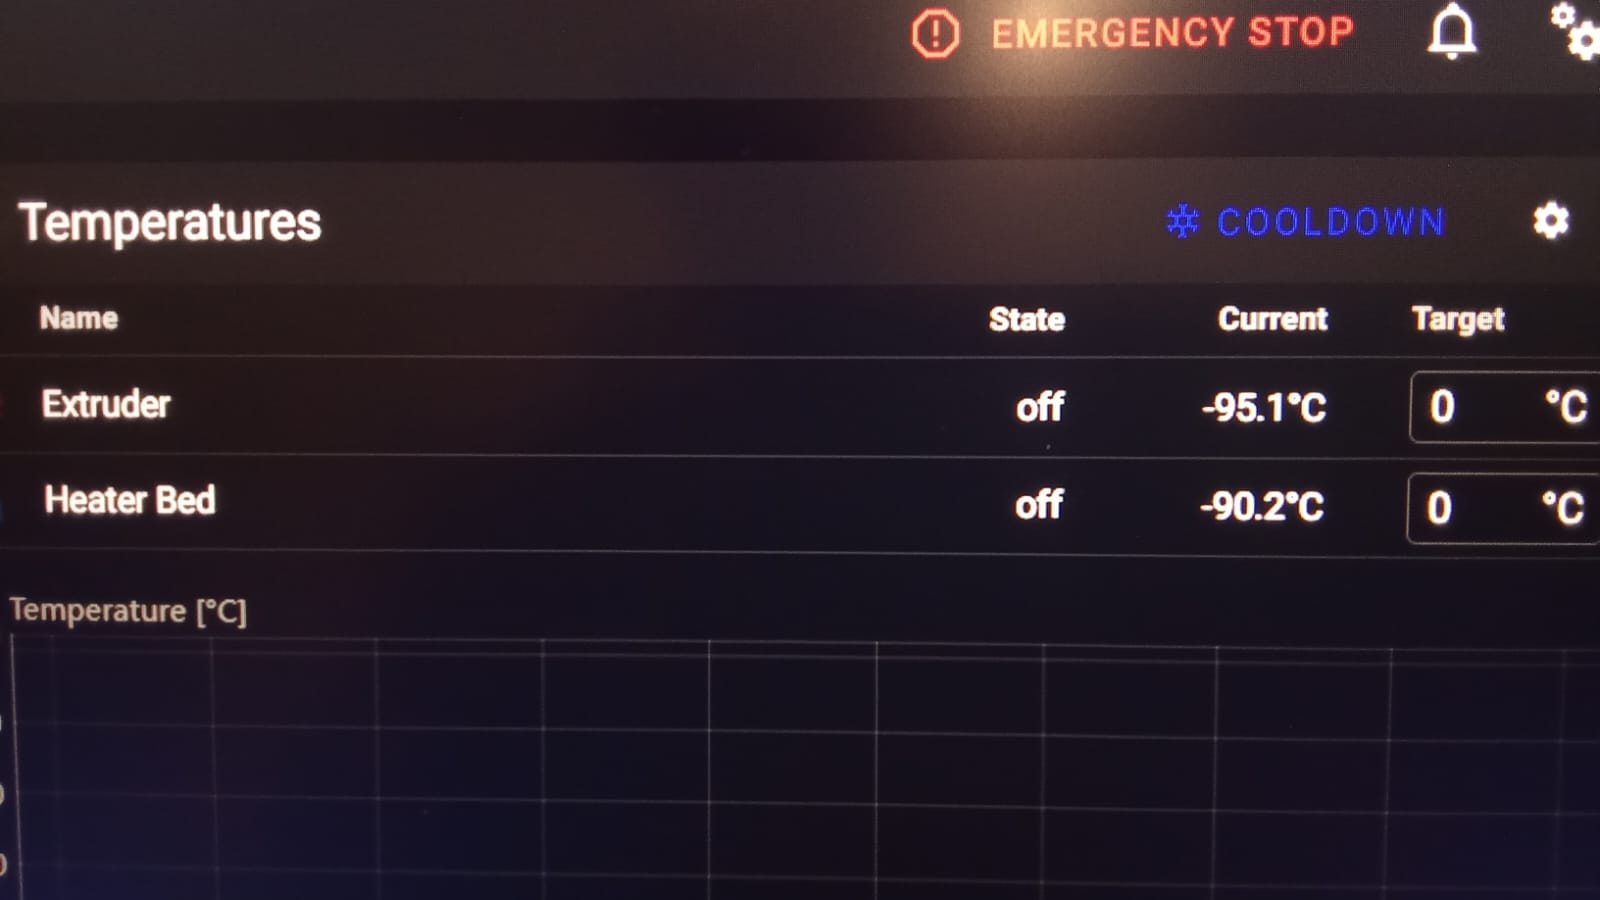 EMERGENCY STOP
Temperatures COOLDOWN
Name State Current Target
Extruder off -95.1°C 0 °C
Heater Bed off -90.2°C 0 °C
Temperature [°C]